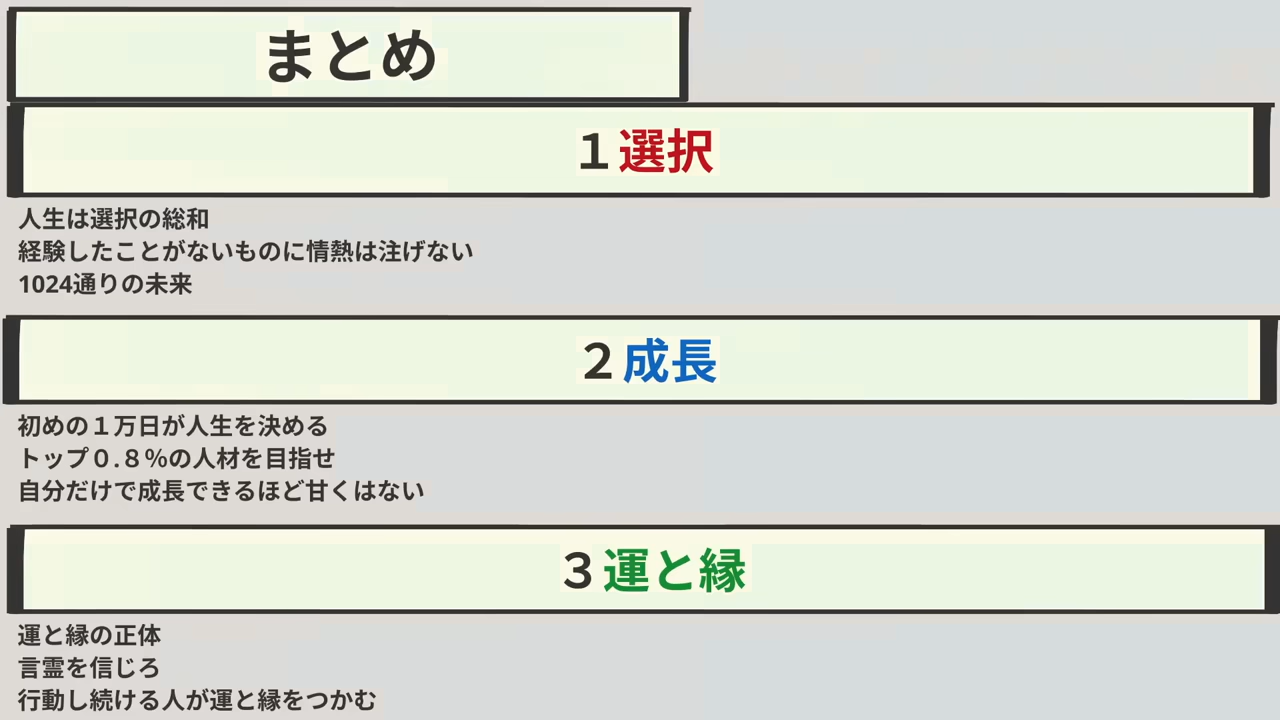 まとめ
１選択
人生は選択の総和
経験したことがないものに情熱は注げない
1024通りの未来
２成長
初めの１万日が人生を決める
トップ０.８％の人材を目指せ
自分だけで成長できるほど甘くはない
３運と縁
運と縁の正体
言霊を信じろ
行動し続ける人が運と縁をつかむ